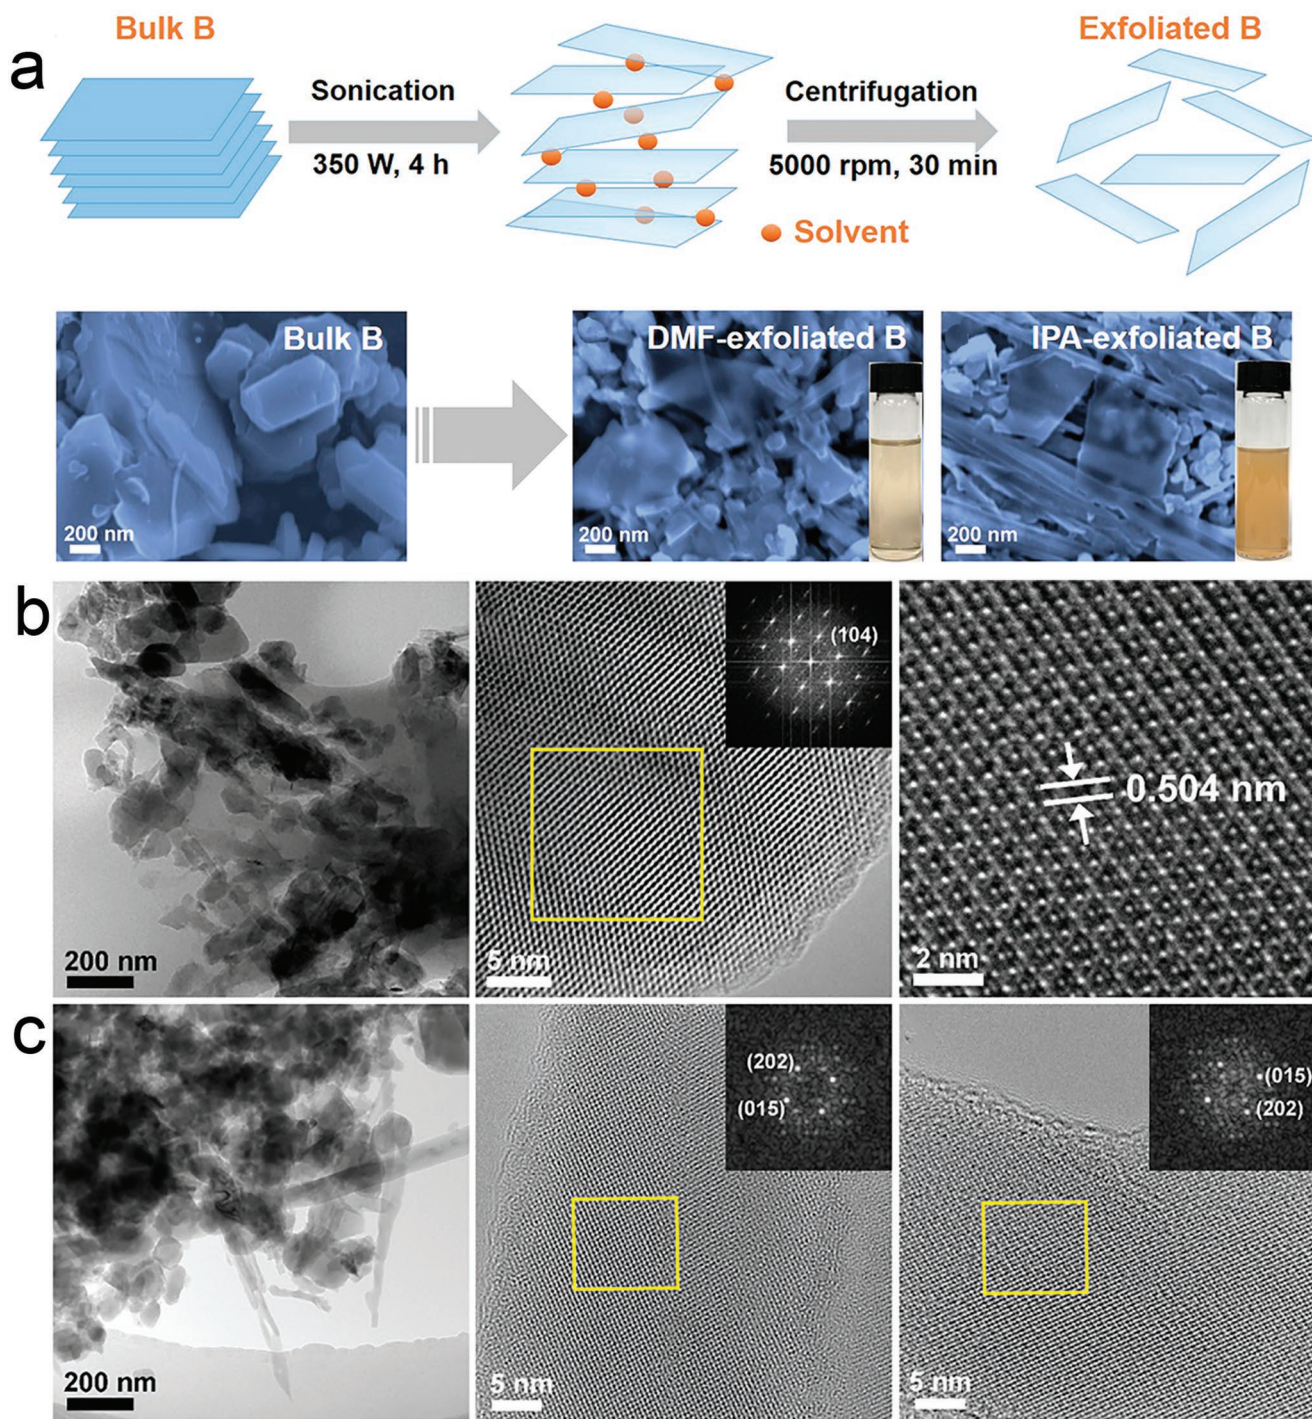 a
Bulk B
Sonication
350 W, 4 h
Centrifugation
5000 rpm, 30 min
Exfoliated B
Solvent
Bulk B
200 nm
DMF-exfoliated B
200 nm
IPA-exfoliated B
200 nm
b
200 nm
(104)
5 nm
0.504 nm
2 nm
c
200 nm
(202)
(015)
5 nm
(015)
(202)
5 nm